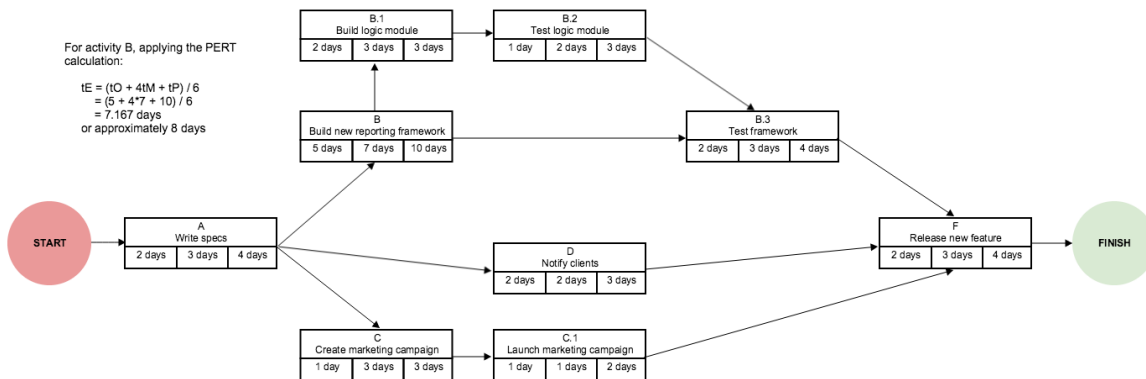 For activity B, applying the PERT
calculation:
tE = (tO + 4tM + tP) / 6
= (5 + 4*7 + 10) / 6
= 7.167 days
or approximately 8 days
B.1
Build logic module
2 days 3 days 3 days
B.2
Test logic module
1 day 2 days 3 days
B
Build new reporting framework
5 days 7 days 10 days
B.3
Test framework
2 days 3 days 4 days
START
A
Write specs
2 days 3 days 4 days
D
Notify clients
2 days 2 days 3 days
F
Release new feature
2 days 3 days 4 days
FINISH
C
Create marketing campaign
1 day 3 days 3 days
C.1
Launch marketing campaign
1 day 1 days 2 days